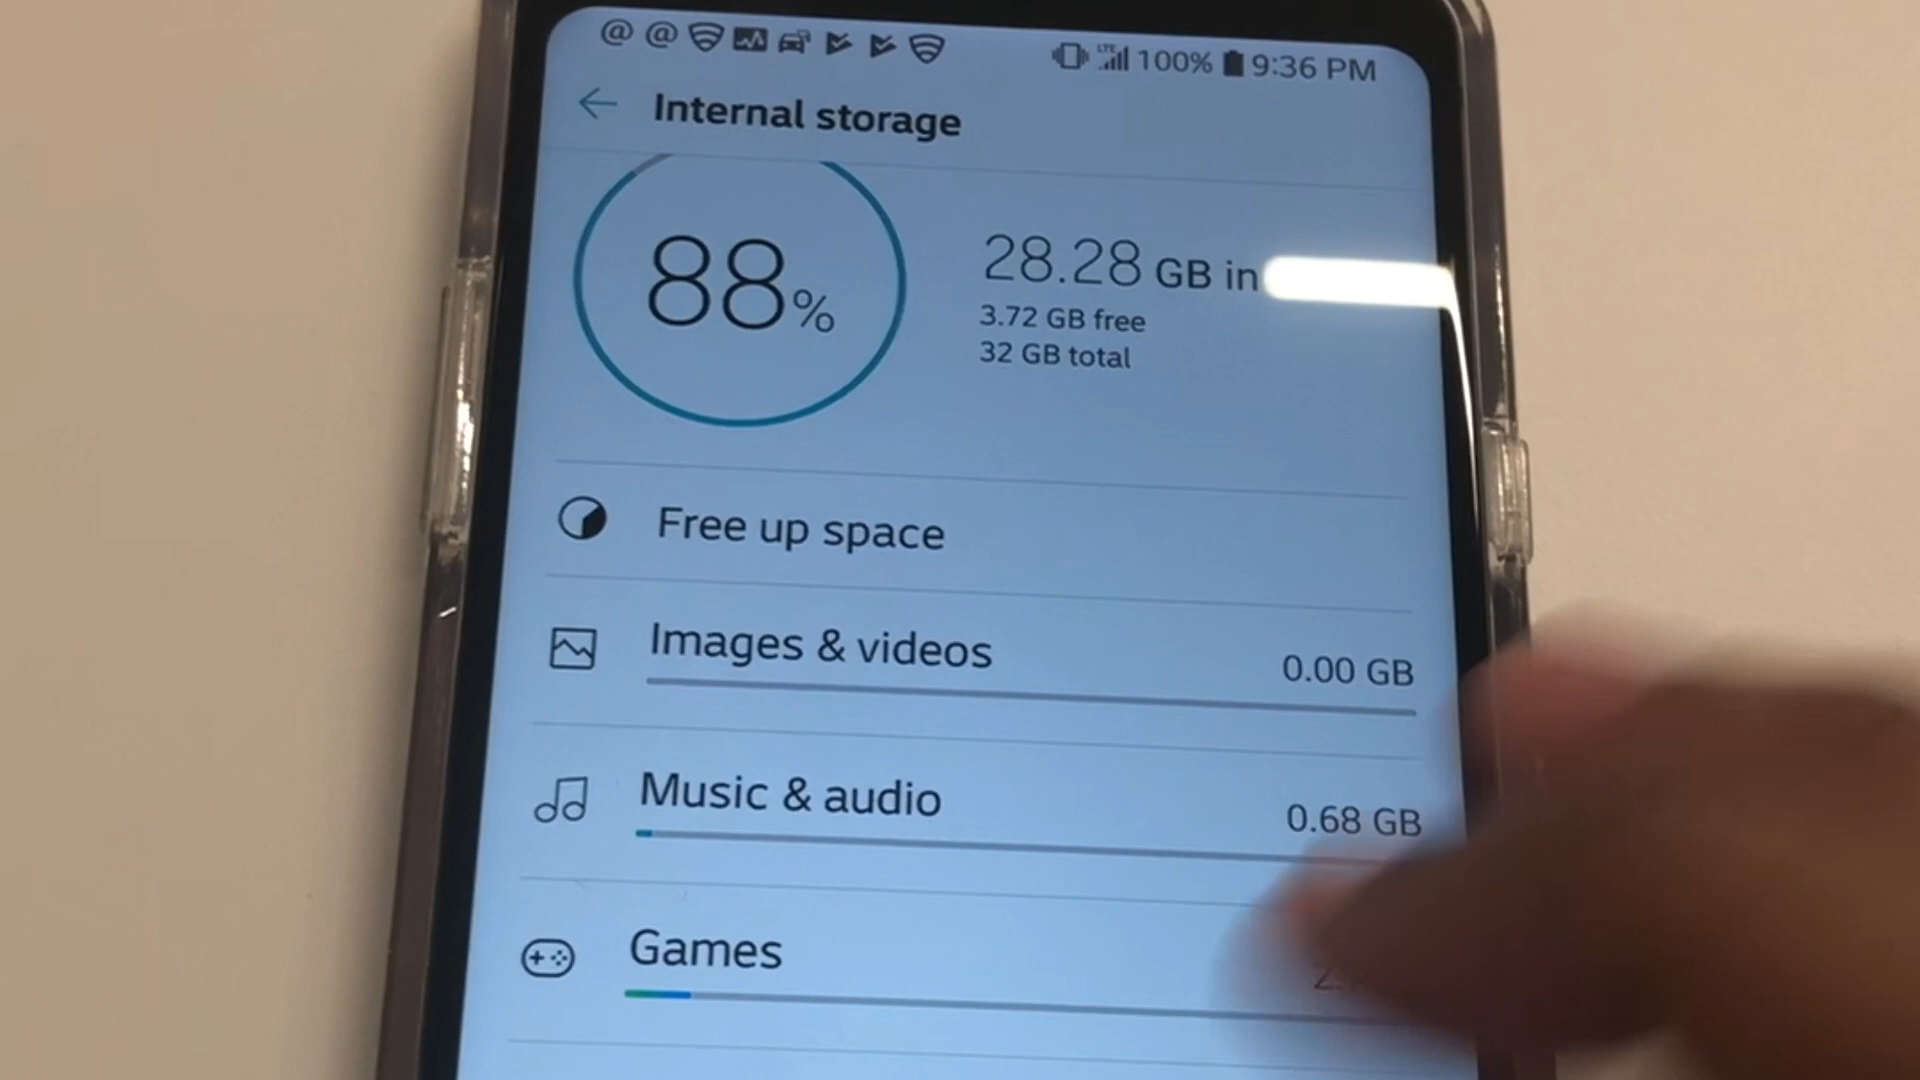 @ @ LTE 100% 9:36 PM
Internal storage
88%
28.28 GB in
3.72 GB free
32 GB total
Free up space
Images & videos 0.00 GB
Music & audio 0.68 GB
Games